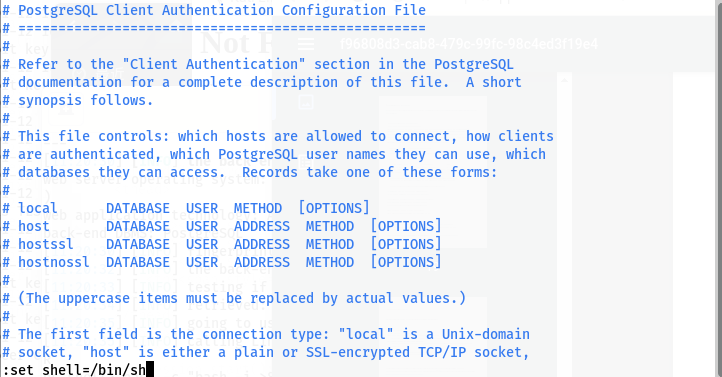 # PostgreSQL Client Authentication Configuration File
# ===================================================
#
# Refer to the "Client Authentication" section in the PostgreSQL
# documentation for a complete description of this file.  A short
# synopsis follows.
#
# This file controls: which hosts are allowed to connect, how clients
# are authenticated, which PostgreSQL user names they can use, which
# databases they can access.  Records take one of these forms:
#
# local      DATABASE  USER  METHOD  [OPTIONS]
# host       DATABASE  USER  ADDRESS  METHOD  [OPTIONS]
# hostssl    DATABASE  USER  ADDRESS  METHOD  [OPTIONS]
# hostnossl  DATABASE  USER  ADDRESS  METHOD  [OPTIONS]
#
# (The uppercase items must be replaced by actual values.)
#
# The first field is the connection type: "local" is a Unix-domain
# socket, "host" is either a plain or SSL-encrypted TCP/IP socket,
:set shell=/bin/sh